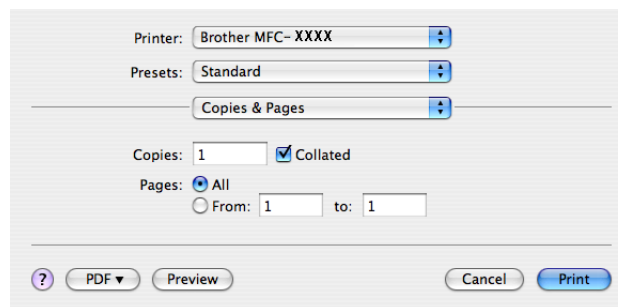 Printer: Brother MFC-XXXX
Presets: Standard
Copies & Pages
Copies: 1 Collated
Pages: All
From: 1 to: 1
? PDF▼ Preview Cancel Print